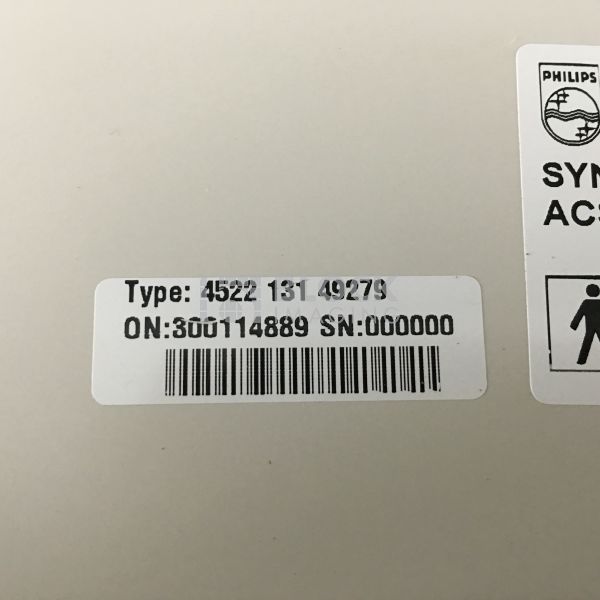 PHILIPS
SYN
ACS
Type: 4522 131 49279
ON:300114889 SN:000000